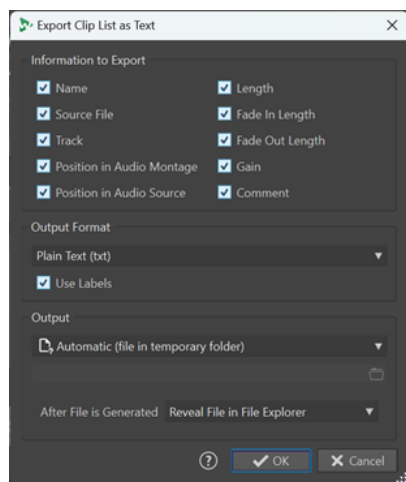 Export Clip List as Text
Information to Export
Name
Length
Source File
Fade In Length
Track
Fade Out Length
Position in Audio Montage
Gain
Position in Audio Source
Comment
Output Format
Plain Text (txt)
Use Labels
Output
Automatic (file in temporary folder)
After File is Generated Reveal File in File Explorer
? OK Cancel